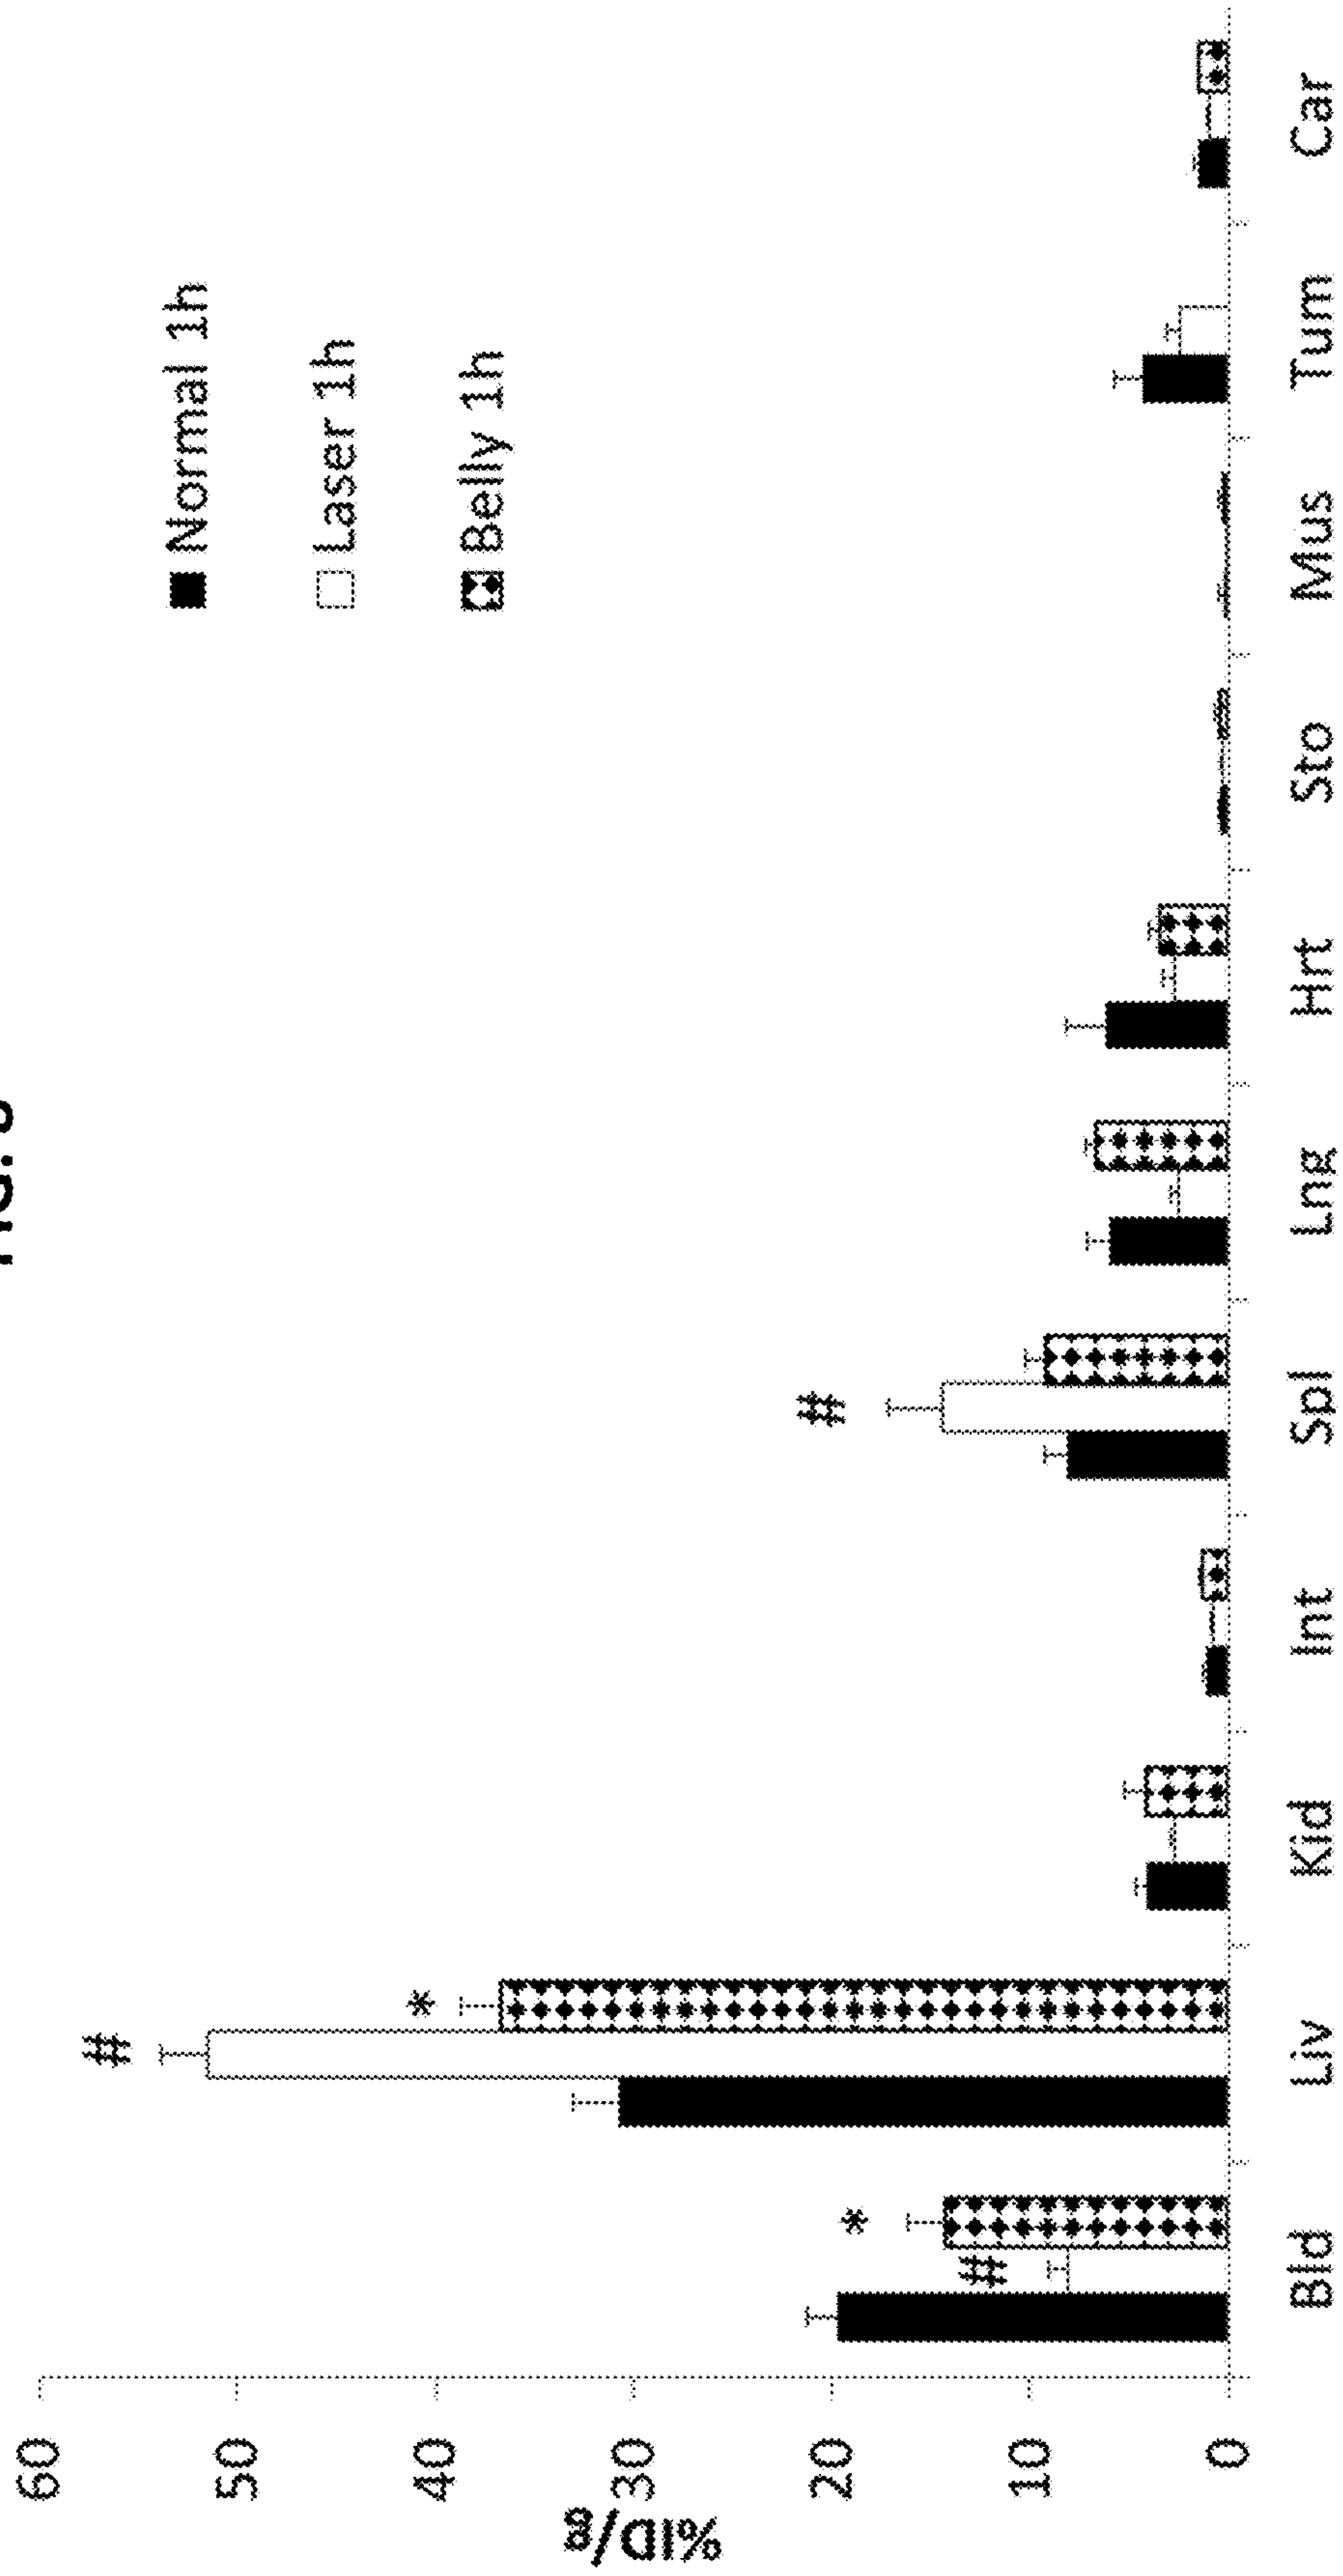 60
50
40
30
20
10
0
%ID/g
Normal 1h
Laser 1h
Belly 1h
#
*
#
*
#
Bld Liv Kid Int Spl Lng Hrt Sto Mus Tum Car